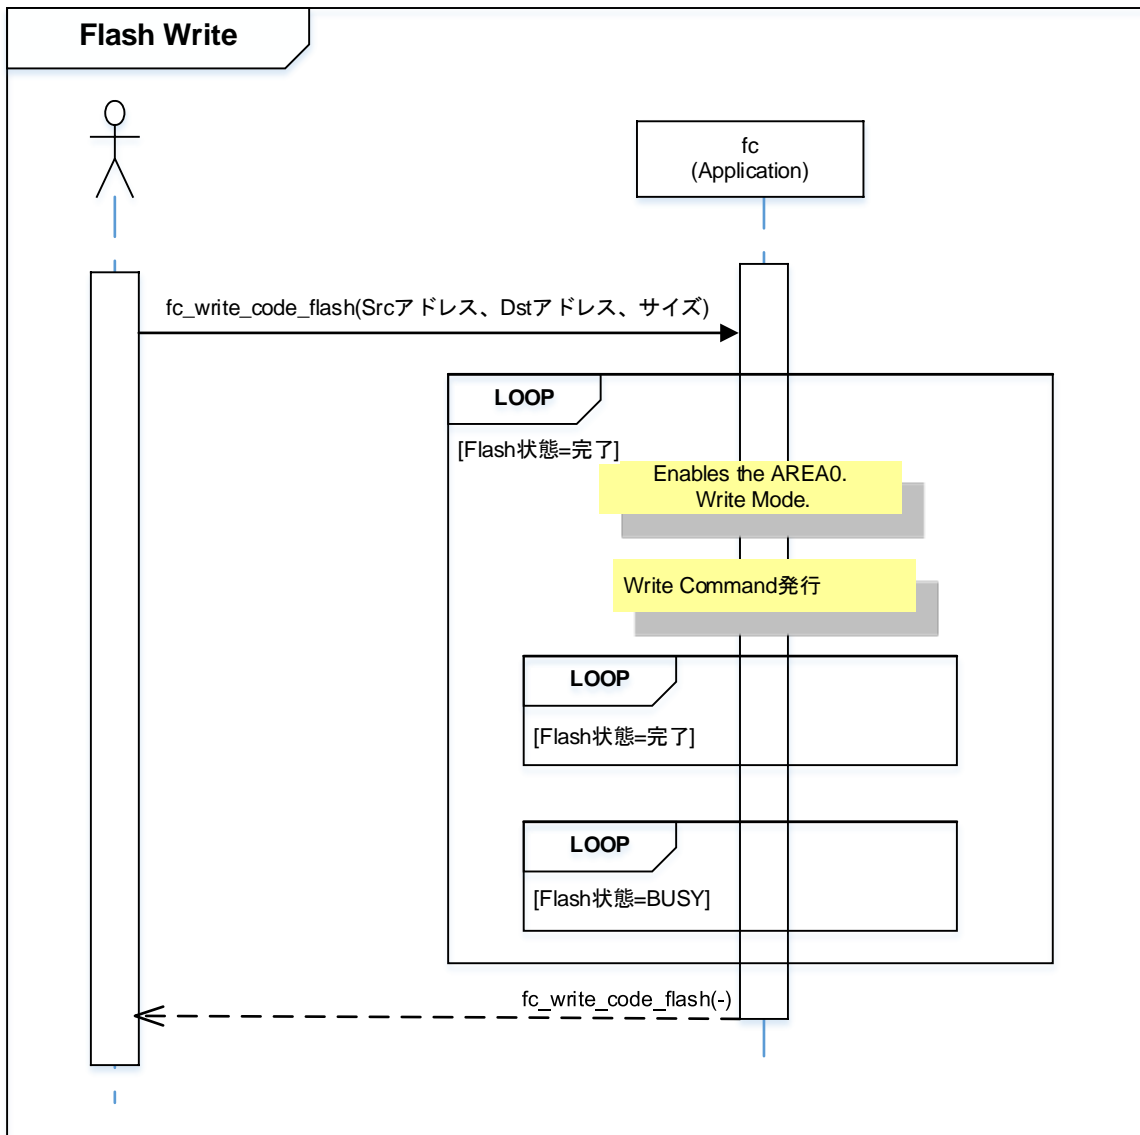 Flash Write
fc
(Application)
fc_write_code_flash(Srcアドレス、Dstアドレス、サイズ)
LOOP
[Flash状態=完了]
Enables the AREA0.
Write Mode.
Write Command発行
LOOP
[Flash状態=完了]
LOOP
[Flash状態=BUSY]
fc_write_code_flash(-)